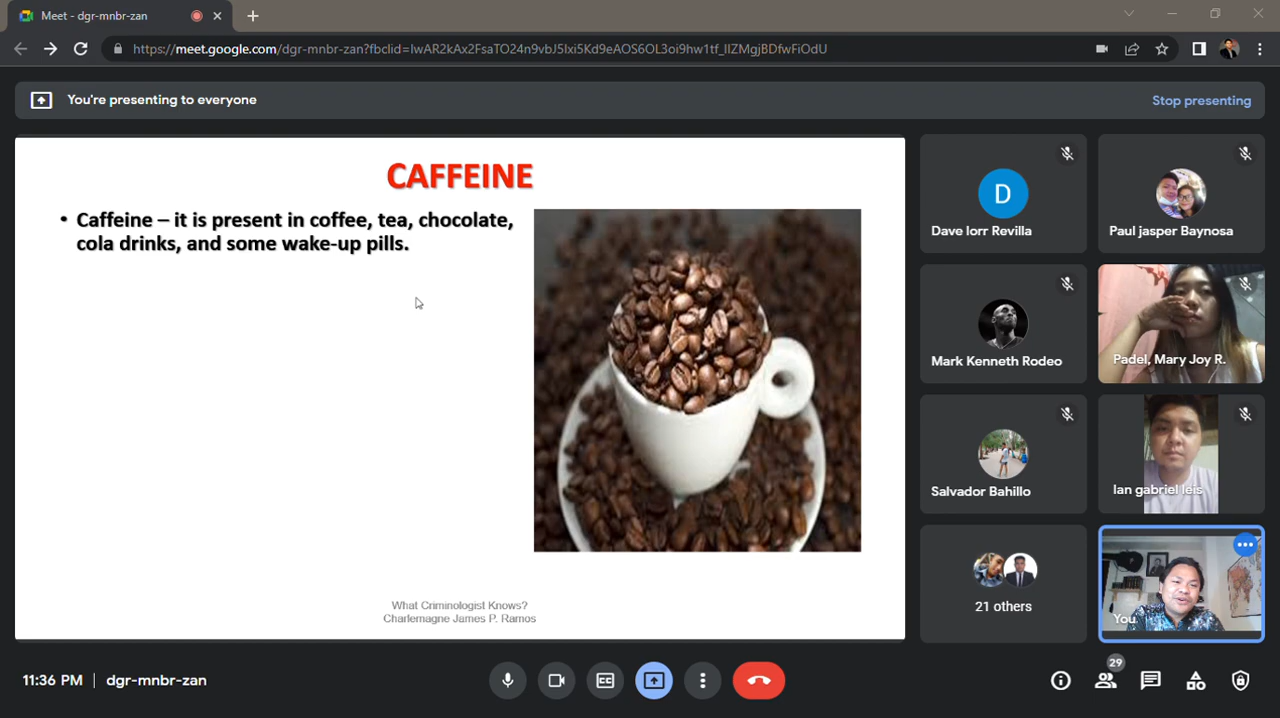 Meet - dgr-mnbr-zan
https://meet.google.com/dgr-mnbr-zan?fbclid=IwAR2kAx2FsaTO24n9vbJ5lxi5Kd9eAOS6OL3oi9hw1tf_lIZMgjBDfwFiOdU
You're presenting to everyone
Stop presenting
CAFFEINE
• Caffeine – it is present in coffee, tea, chocolate,
cola drinks, and some wake-up pills.
What Criminologist Knows?
Charlemagne James P. Ramos
D
Dave lorr Revilla
Paul jasper Baynosa
Mark Kenneth Rodeo
Padel, Mary Joy R.
Salvador Bahillo
Ian gabriel leis
21 others
You
11:36 PM | dgr-mnbr-zan
29